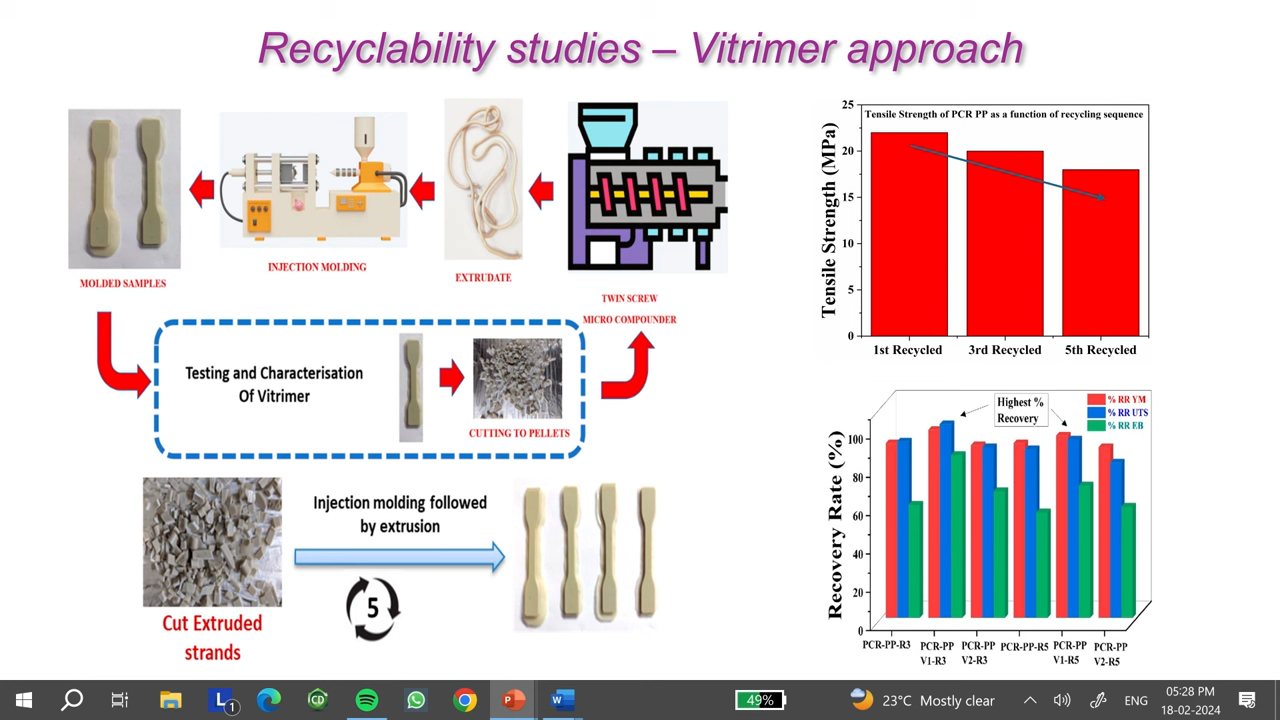 Recyclability studies – Vitrimer approach
MOLDED SAMPLES
INJECTION MOLDING
EXTRUDATE
TWIN SCREW
MICRO COMPOUNDER
Testing and Characterisation
Of Vitrimer
CUTTING TO PELLETS
Injection molding followed
by extrusion
5
Cut Extruded
strands
Tensile Strength of PCR PP as a function of recycling sequence
Tensile Strength (MPa)
25
20
15
10
5
0
1st Recycled
3rd Recycled
5th Recycled
Highest %
Recovery
% RR YM
% RR UTS
% RR EB
Recovery Rate (%)
100
80
60
40
20
0
PCR-PP-R3
PCR-PP
V1-R3
PCR-PP
V2-R3
PCR-PP-R5
PCR-PP
V1-R5
PCR-PP
V2-R5
L
1
CD
P
W
49%
23°C Mostly clear
ENG
05:28 PM
18-02-2024